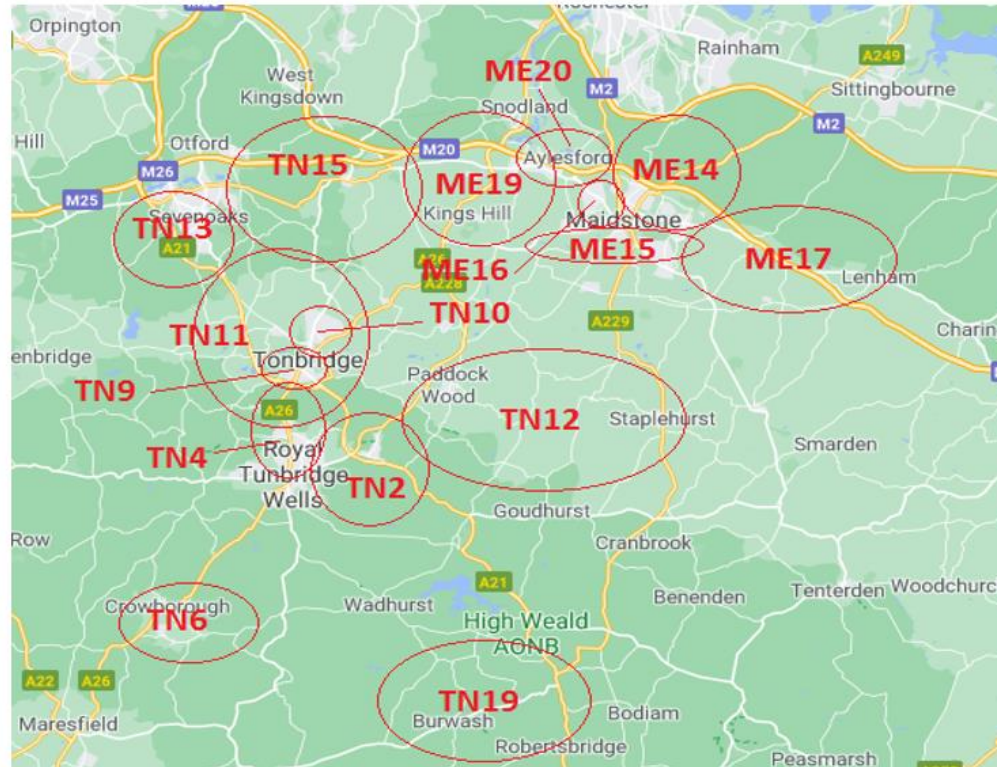 Orpington
Rainham
A249
ME20
West
Kingsdown
Snodland
M2
Sittingbourne
Hill
Otford
M20
M2
TN15
Aylesford
M26
ME19
ME14
M25
Sevenoaks
Kings Hill
Maidstone
TN13
A21
ME15
ME17
A26
ME16
Lenham
A228
TN10
TN11
A229
Charin
enbridge
Tonbridge
Paddock
Wood
TN9
A26
TN12
Staplehurst
TN4
Royal
Tunbridge
Wells
Smarden
TN2
Goudhurst
Row
Cranbrook
A21
Benenden
Tenterden
Woodchurc
Crowborough
Wadhurst
TN6
High Weald
AONB
A22
A26
TN19
Maresfield
Burwash
Bodiam
Robertsbridge
Peasmarsh